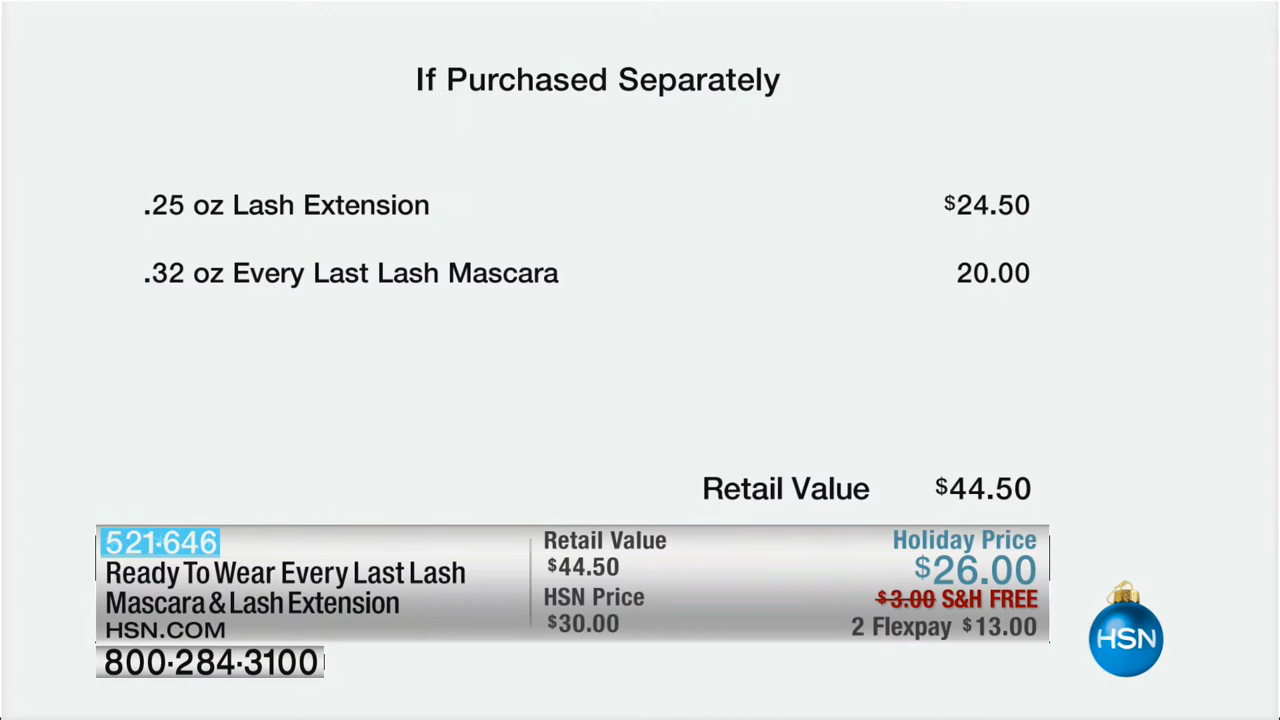 If Purchased Separately
.25 oz Lash Extension $24.50
.32 oz Every Last Lash Mascara 20.00
Retail Value $44.50
521·646
Ready To Wear Every Last Lash
Mascara & Lash Extension
HSN.COM
800·284·3100
Retail Value
$44.50
HSN Price
$30.00
Holiday Price
$26.00
$3.00 S&H FREE
2 Flexpay $13.00
HSN